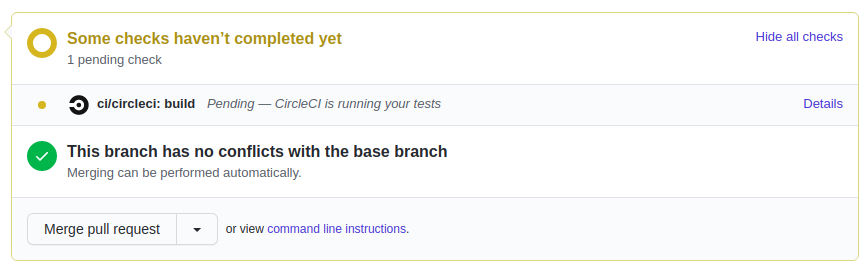 Some checks haven’t completed yet
Hide all checks
1 pending check
ci/circleci: build Pending — CircleCI is running your tests
Details
This branch has no conflicts with the base branch
Merging can be performed automatically.
Merge pull request or view command line instructions.